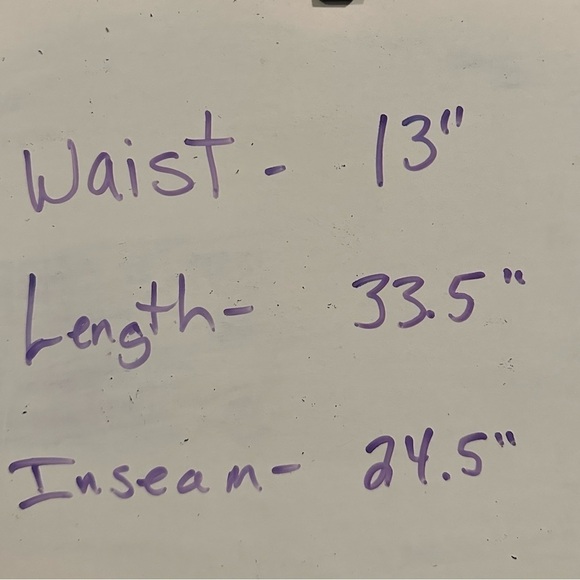 Waist - 13"
Length- 33.5"
Inseam- 24.5"